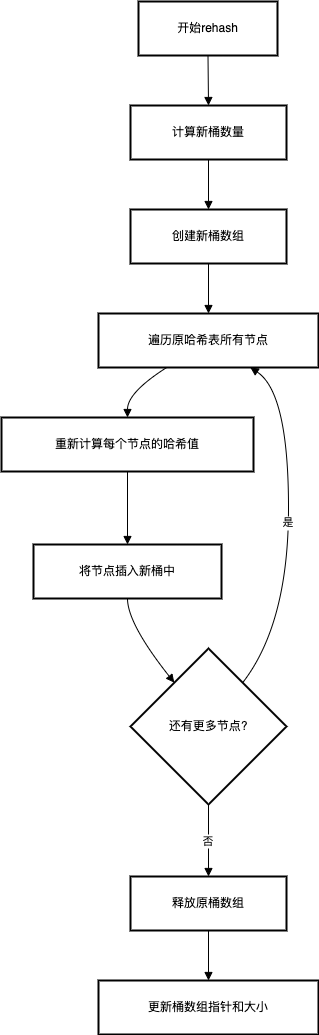 开始rehash
计算新桶数量
创建新桶数组
遍历原哈希表所有节点
重新计算每个节点的哈希值
是
将节点插入新桶中
还有更多节点?
否
释放原桶数组
更新桶数组指针和大小